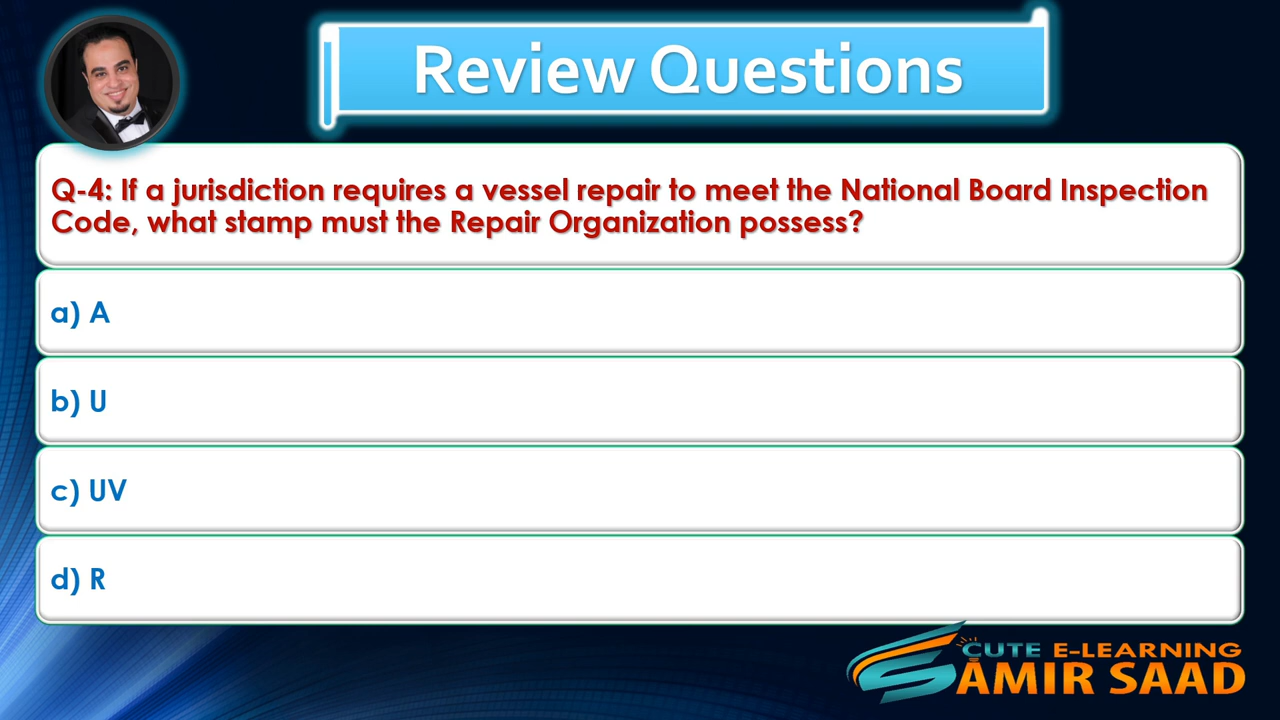 Review Questions
Q-4: If a jurisdiction requires a vessel repair to meet the National Board Inspection
Code, what stamp must the Repair Organization possess?
a) A
b) U
c) UV
d) R
CUTE E-LEARNING
AMIR SAAD